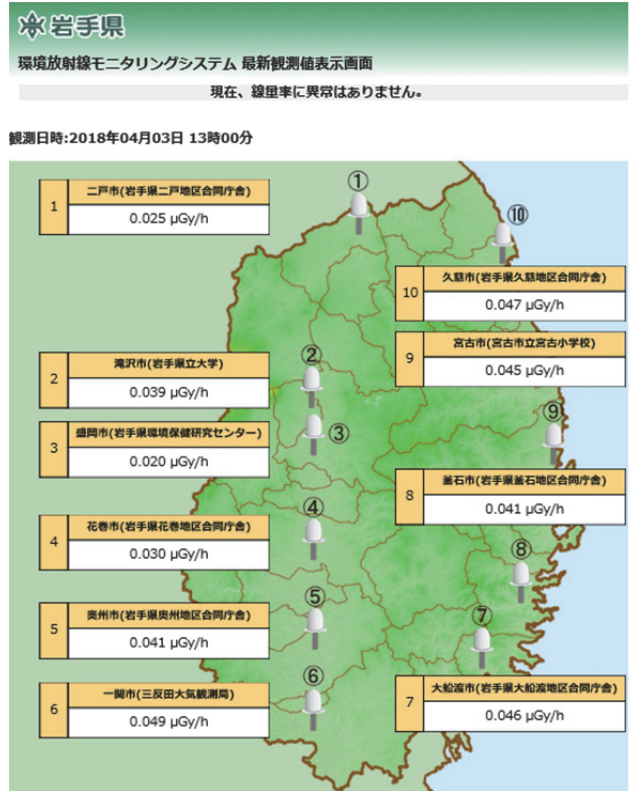 岩手県
環境放射線モニタリングシステム 最新観測値表示画面
現在、線量率に異常はありません。
観測日時:2018年04月03日 13時00分
①
1
二戸市(岩手県二戸地区合同庁舎)
0.025 μGy/h
⑩
10
久慈市(岩手県久慈地区合同庁舎)
0.047 μGy/h
9
宮古市(宮古市立宮古小学校)
0.045 μGy/h
②
2
滝沢市(岩手県立大学)
0.039 μGy/h
⑨
3
盛岡市(岩手県環境保健研究センター)
0.020 μGy/h
③
8
釜石市(岩手県釜石地区合同庁舎)
0.041 μGy/h
④
4
花巻市(岩手県花巻地区合同庁舎)
0.030 μGy/h
⑧
⑤
5
奥州市(岩手県奥州地区合同庁舎)
0.041 μGy/h
⑦
⑥
6
一関市(三反田大気観測局)
0.049 μGy/h
7
大船渡市(岩手県大船渡地区合同庁舎)
0.046 μGy/h